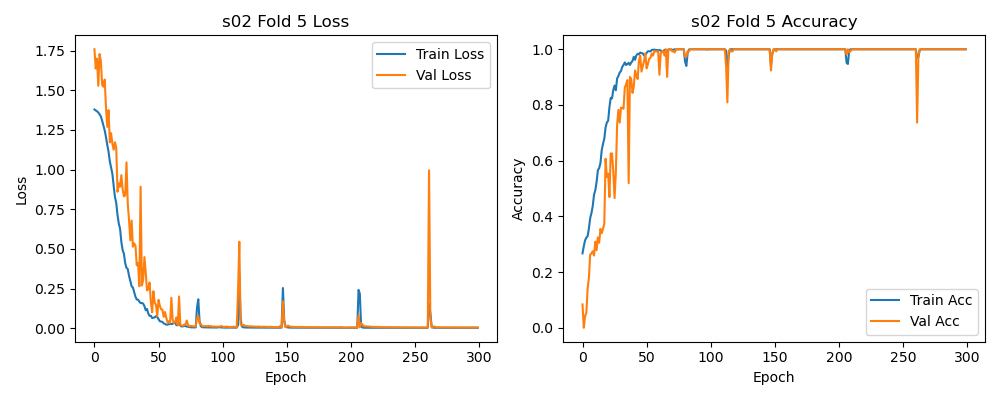 s02 Fold 5 Loss
Loss
1.75
1.50
1.25
1.00
0.75
0.50
0.25
0.00
Train Loss
Val Loss
0 50 100 150 200 250 300
Epoch
s02 Fold 5 Accuracy
Accuracy
1.0
0.8
0.6
0.4
0.2
0.0
Train Acc
Val Acc
0 50 100 150 200 250 300
Epoch